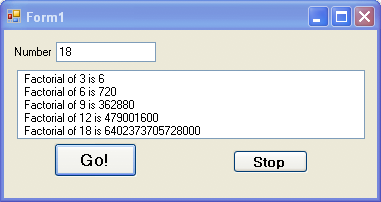 Form1
Number 18
Factorial of 3 is 6
Factorial of 6 is 720
Factorial of 9 is 362880
Factorial of 12 is 479001600
Factorial of 18 is 6402373705728000
Go! Stop